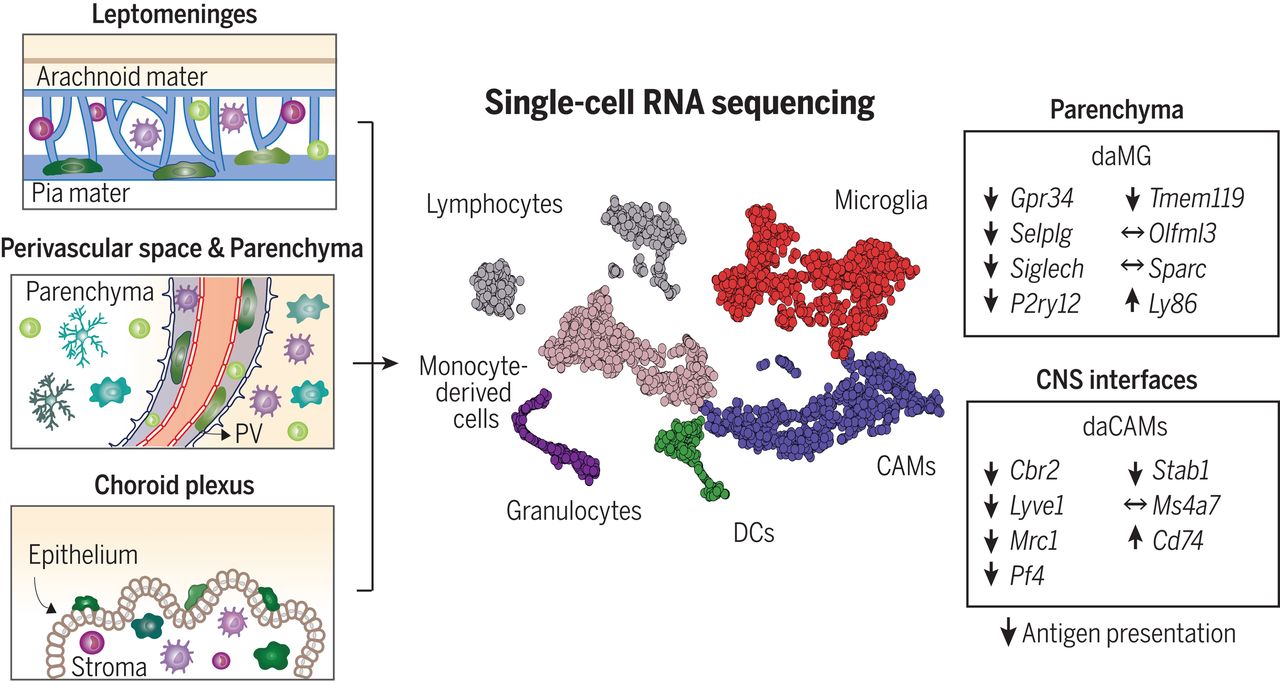 Leptomeninges
Arachnoid mater
Pia mater
Perivascular space & Parenchyma
Parenchyma
PV
Choroid plexus
Epithelium
Stroma
Single-cell RNA sequencing
Lymphocytes
Microglia
Monocyte-
derived
cells
Granulocytes
DCs
CAMs
Parenchyma
daMG
↓ Gpr34 ↓ Tmem119
↓ Selplg ↔ Olfml3
↓ Siglech ↔ Sparc
↓ P2ry12 ↑ Ly86
CNS interfaces
daCAMs
↓ Cbr2 ↓ Stab1
↓ Lyve1 ↔ Ms4a7
↓ Mrc1 ↑ Cd74
↓ Pf4
↓ Antigen presentation